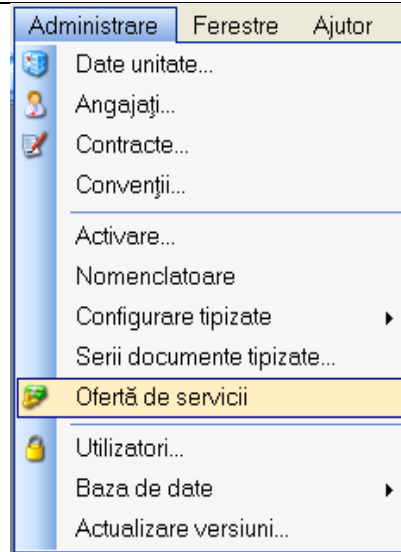 Administrare Ferestre Ajutor
Date unitate...
Angajaţi...
Contracte...
Convenţii...
Activare...
Nomenclatoare
Configurare tipizate
Serii documente tipizate...
Ofertă de servicii
Utilizatori...
Baza de date
Actualizare versiuni...